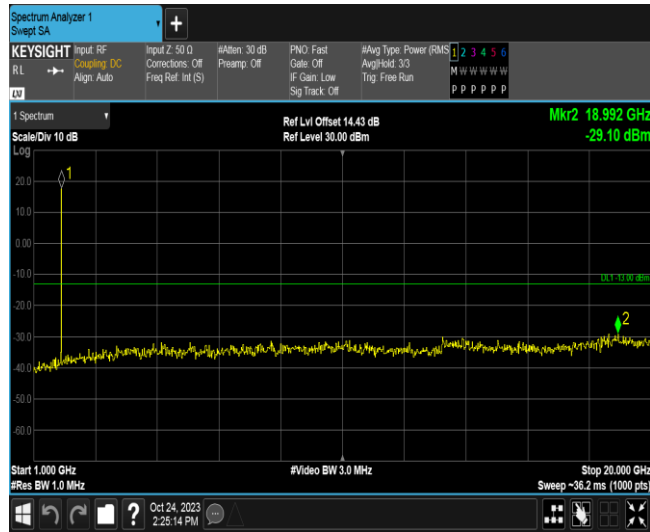 Spectrum Analyzer 1
Swept SA
+
KEYSIGHT
RL
LXI
Input: RF
Coupling: DC
Align: Auto
Input Z: 50 Ω
Corrections: Off
Freq Ref: Int (S)
#Atten: 30 dB
Preamp: Off
PNO: Fast
Gate: Off
IF Gain: Low
Sig Track: Off
#Avg Type: Power (RMS
Avg|Hold: 3/3
Trig: Free Run
1 2 3 4 5 6
M W W W W W
P P P P P P
1 Spectrum
Scale/Div 10 dB
Log
Ref Lvl Offset 14.43 dB
Ref Level 30.00 dBm
Mkr2 18.992 GHz
-29.10 dBm
1
20.0
10.0
0.00
-10.0
DL1 -13.00 dBm
-20.0
2
-30.0
-40.0
-50.0
-60.0
Start 1.000 GHz
#Res BW 1.0 MHz
#Video BW 3.0 MHz
Stop 20.000 GHz
Sweep ~36.2 ms (1000 pts)
?
Oct 24, 2023
2:25:14 PM